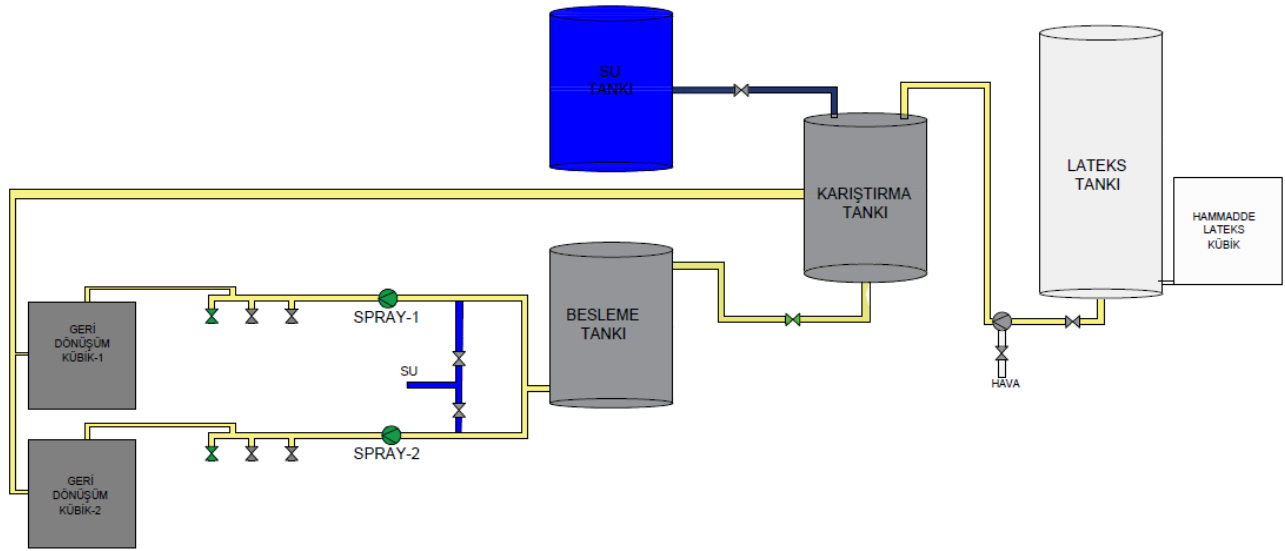 SU
TANKI
LATEKS
TANKI
KARIŞTIRMA
TANKI
HAMMADDE
LATEKS
KÜBİK
BESLEME
TANKI
SPRAY-1
GERİ
DÖNÜŞÜM
KÜBİK-1
SU
HAVA
SPRAY-2
GERİ
DÖNÜŞÜM
KÜBİK-2